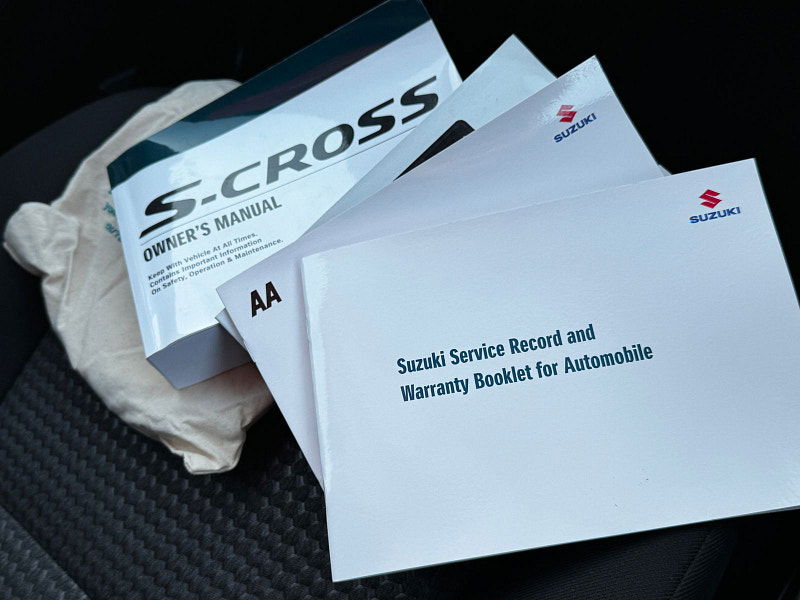 S-CROSS
OWNER'S MANUAL
Keep With Vehicle At All Times.
Contains Important Information
On Safety, Operation & Maintenance.
SUZUKI
AA
SUZUKI
Suzuki Service Record and
Warranty Booklet for Automobile